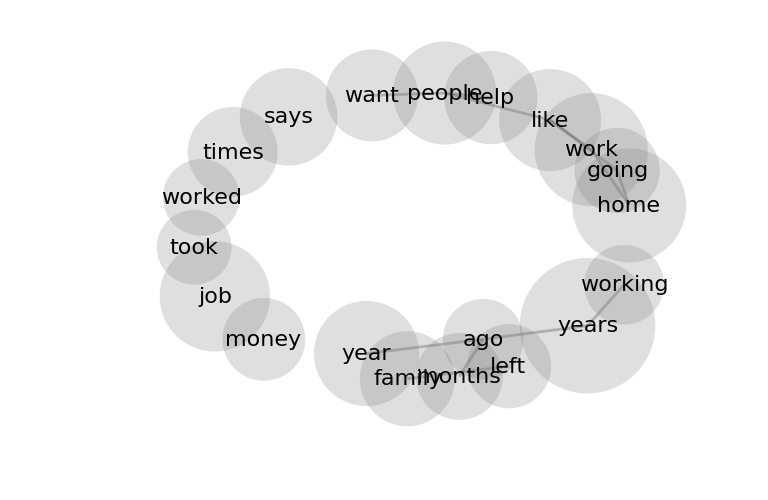 want
people
help
says
like
times
work
going
worked
home
took
working
job
years
money
ago
year
left
months
family